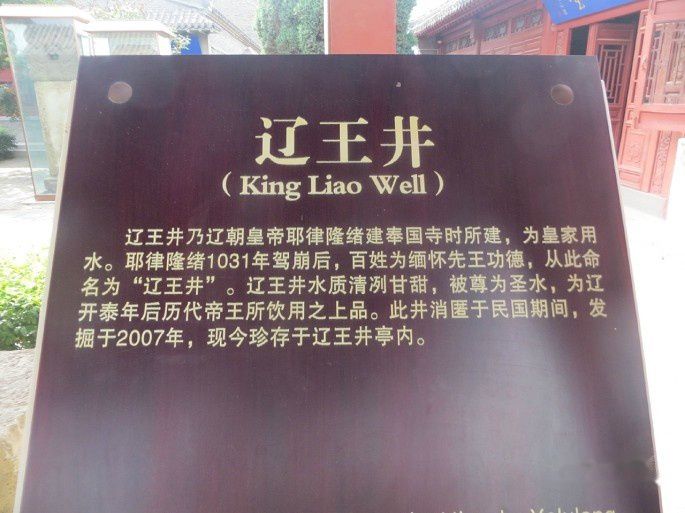 辽王井
(King Liao Well)
辽王井乃辽朝皇帝耶律隆绪建奉国寺时所建，为皇家用
水。耶律隆绪1031年驾崩后，百姓为缅怀先王功德，从此命
名为“辽王井”。辽王井水质清冽甘甜，被尊为圣水，为辽
开泰年后历代帝王所饮用之上品。此井消匿于民国期间，发
掘于2007年，现今珍存于辽王井亭内。